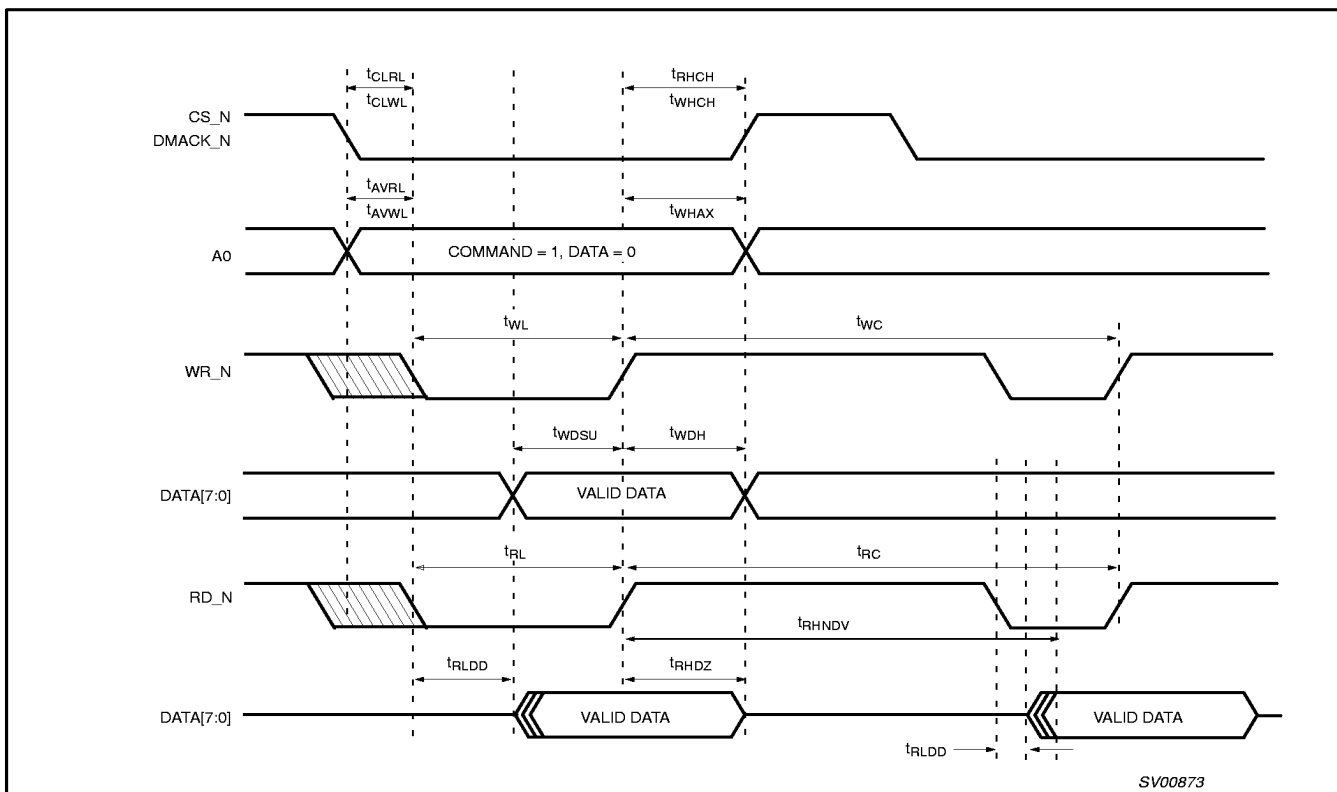 tCLRL
tRHCH
tCLWL
tWHCH
CS_N
DMACK_N
tAVRL
tAVWL
tWHAX
A0
COMMAND = 1, DATA = 0
tWL
tWC
WR_N
tWDSU
tWDH
DATA[7:0]
VALID DATA
tRL
tRC
RD_N
tRHNDV
tRLDD
tRHDZ
DATA[7:0]
VALID DATA
VALID DATA
tRLDD
SV00873